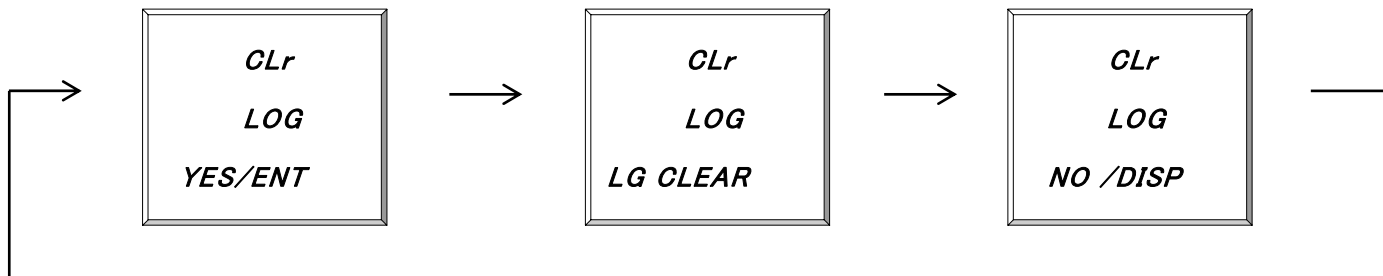 CLr
LOG
YES/ENT
CLr
LOG
LG CLEAR
CLr
LOG
NO /DISP